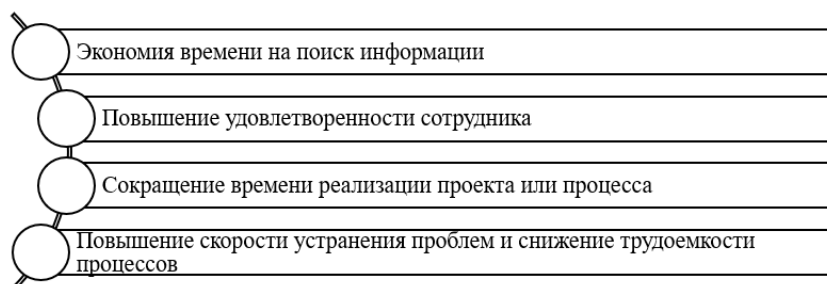 Экономия времени на поиск информации
Повышение удовлетворенности сотрудника
Сокращение времени реализации проекта или процесса
Повышение скорости устранения проблем и снижение трудоемкости
процессов